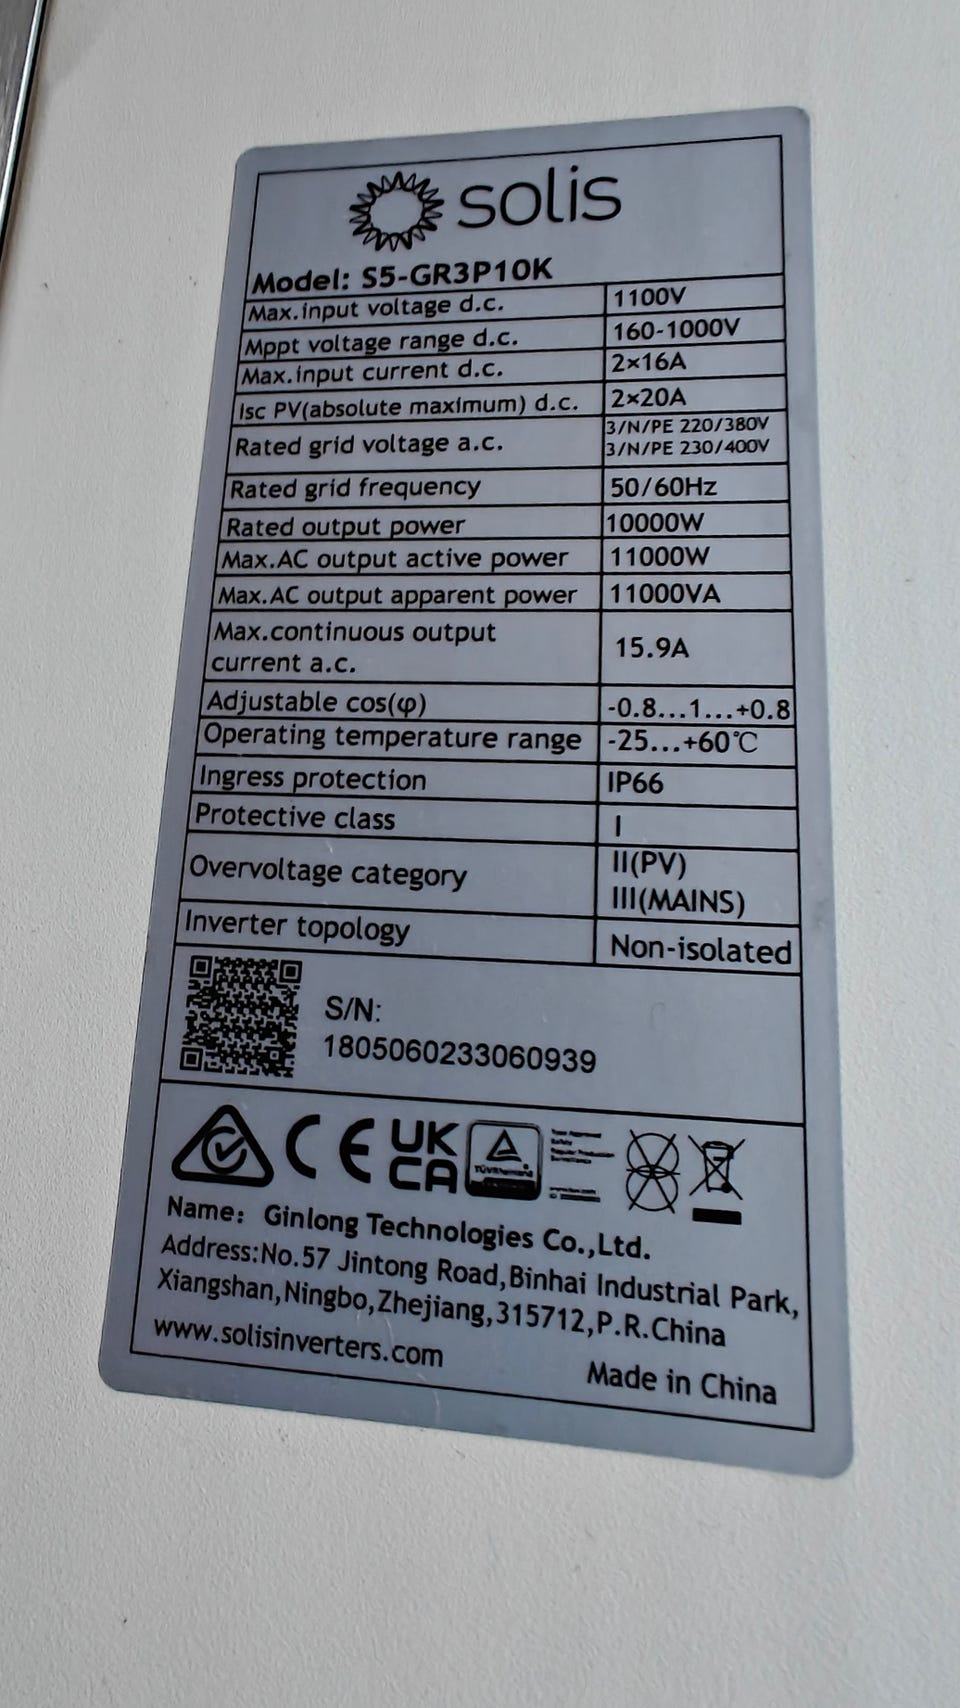 solis
Model: S5-GR3P10K
Max.input voltage d.c. 1100V
Mppt voltage range d.c. 160-1000V
Max.input current d.c. 2×16A
Isc PV(absolute maximum) d.c. 2×20A
Rated grid voltage a.c. 3/N/PE 220/380V
3/N/PE 230/400V
Rated grid frequency 50/60Hz
Rated output power 10000W
Max.AC output active power 11000W
Max.AC output apparent power 11000VA
Max.continuous output
current a.c. 15.9A
Adjustable cos(φ) -0.8...1...+0.8
Operating temperature range -25...+60℃
Ingress protection IP66
Protective class I
Overvoltage category II(PV)
III(MAINS)
Inverter topology Non-isolated
S/N:
1805060233060939
CE UK
CA
TÜVRheinland
Safety
Regular Production
Surveillance
Name: Ginlong Technologies Co.,Ltd.
Address:No.57 Jintong Road,Binhai Industrial Park,
Xiangshan,Ningbo,Zhejiang,315712,P.R.China
www.solisinverters.com
Made in China